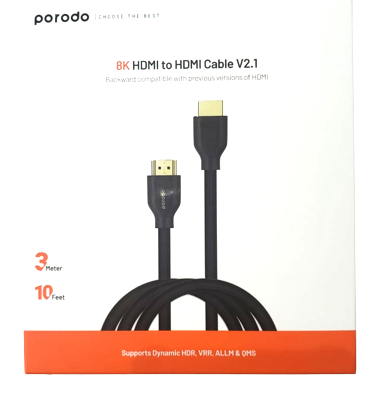 porodo | CHOOSE THE BEST
8K HDMI to HDMI Cable V2.1
Backward compatible with previous versions of HDMI
porodo
3 Meter
10 Feet
Supports Dynamic HDR, VRR, ALLM & QMS